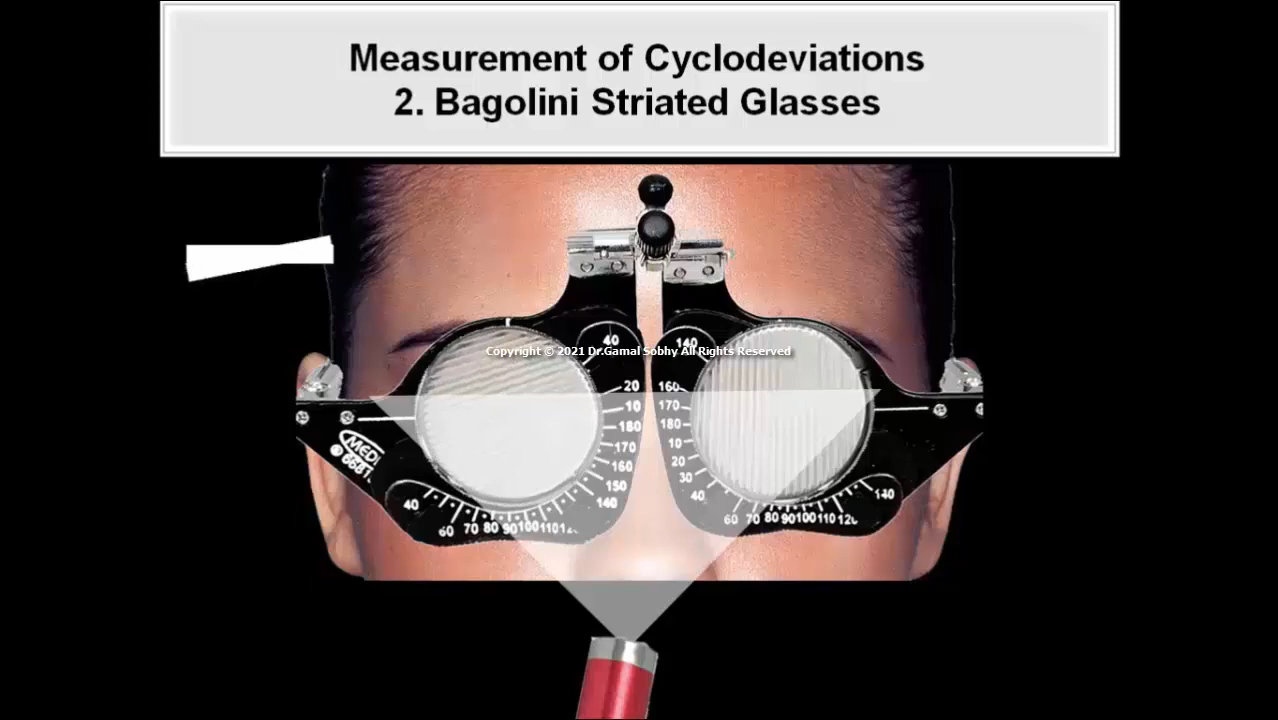 Measurement of Cyclodeviations
2. Bagolini Striated Glasses
Copyright © 2021 Dr.Gamal Sobhy All Rights Reserved
40
20
10
180
170
160
150
140
40
60 70 80 90 100 110
140
160
170
180
10
20
30
40
60 70 80 90 100 110
MEDI